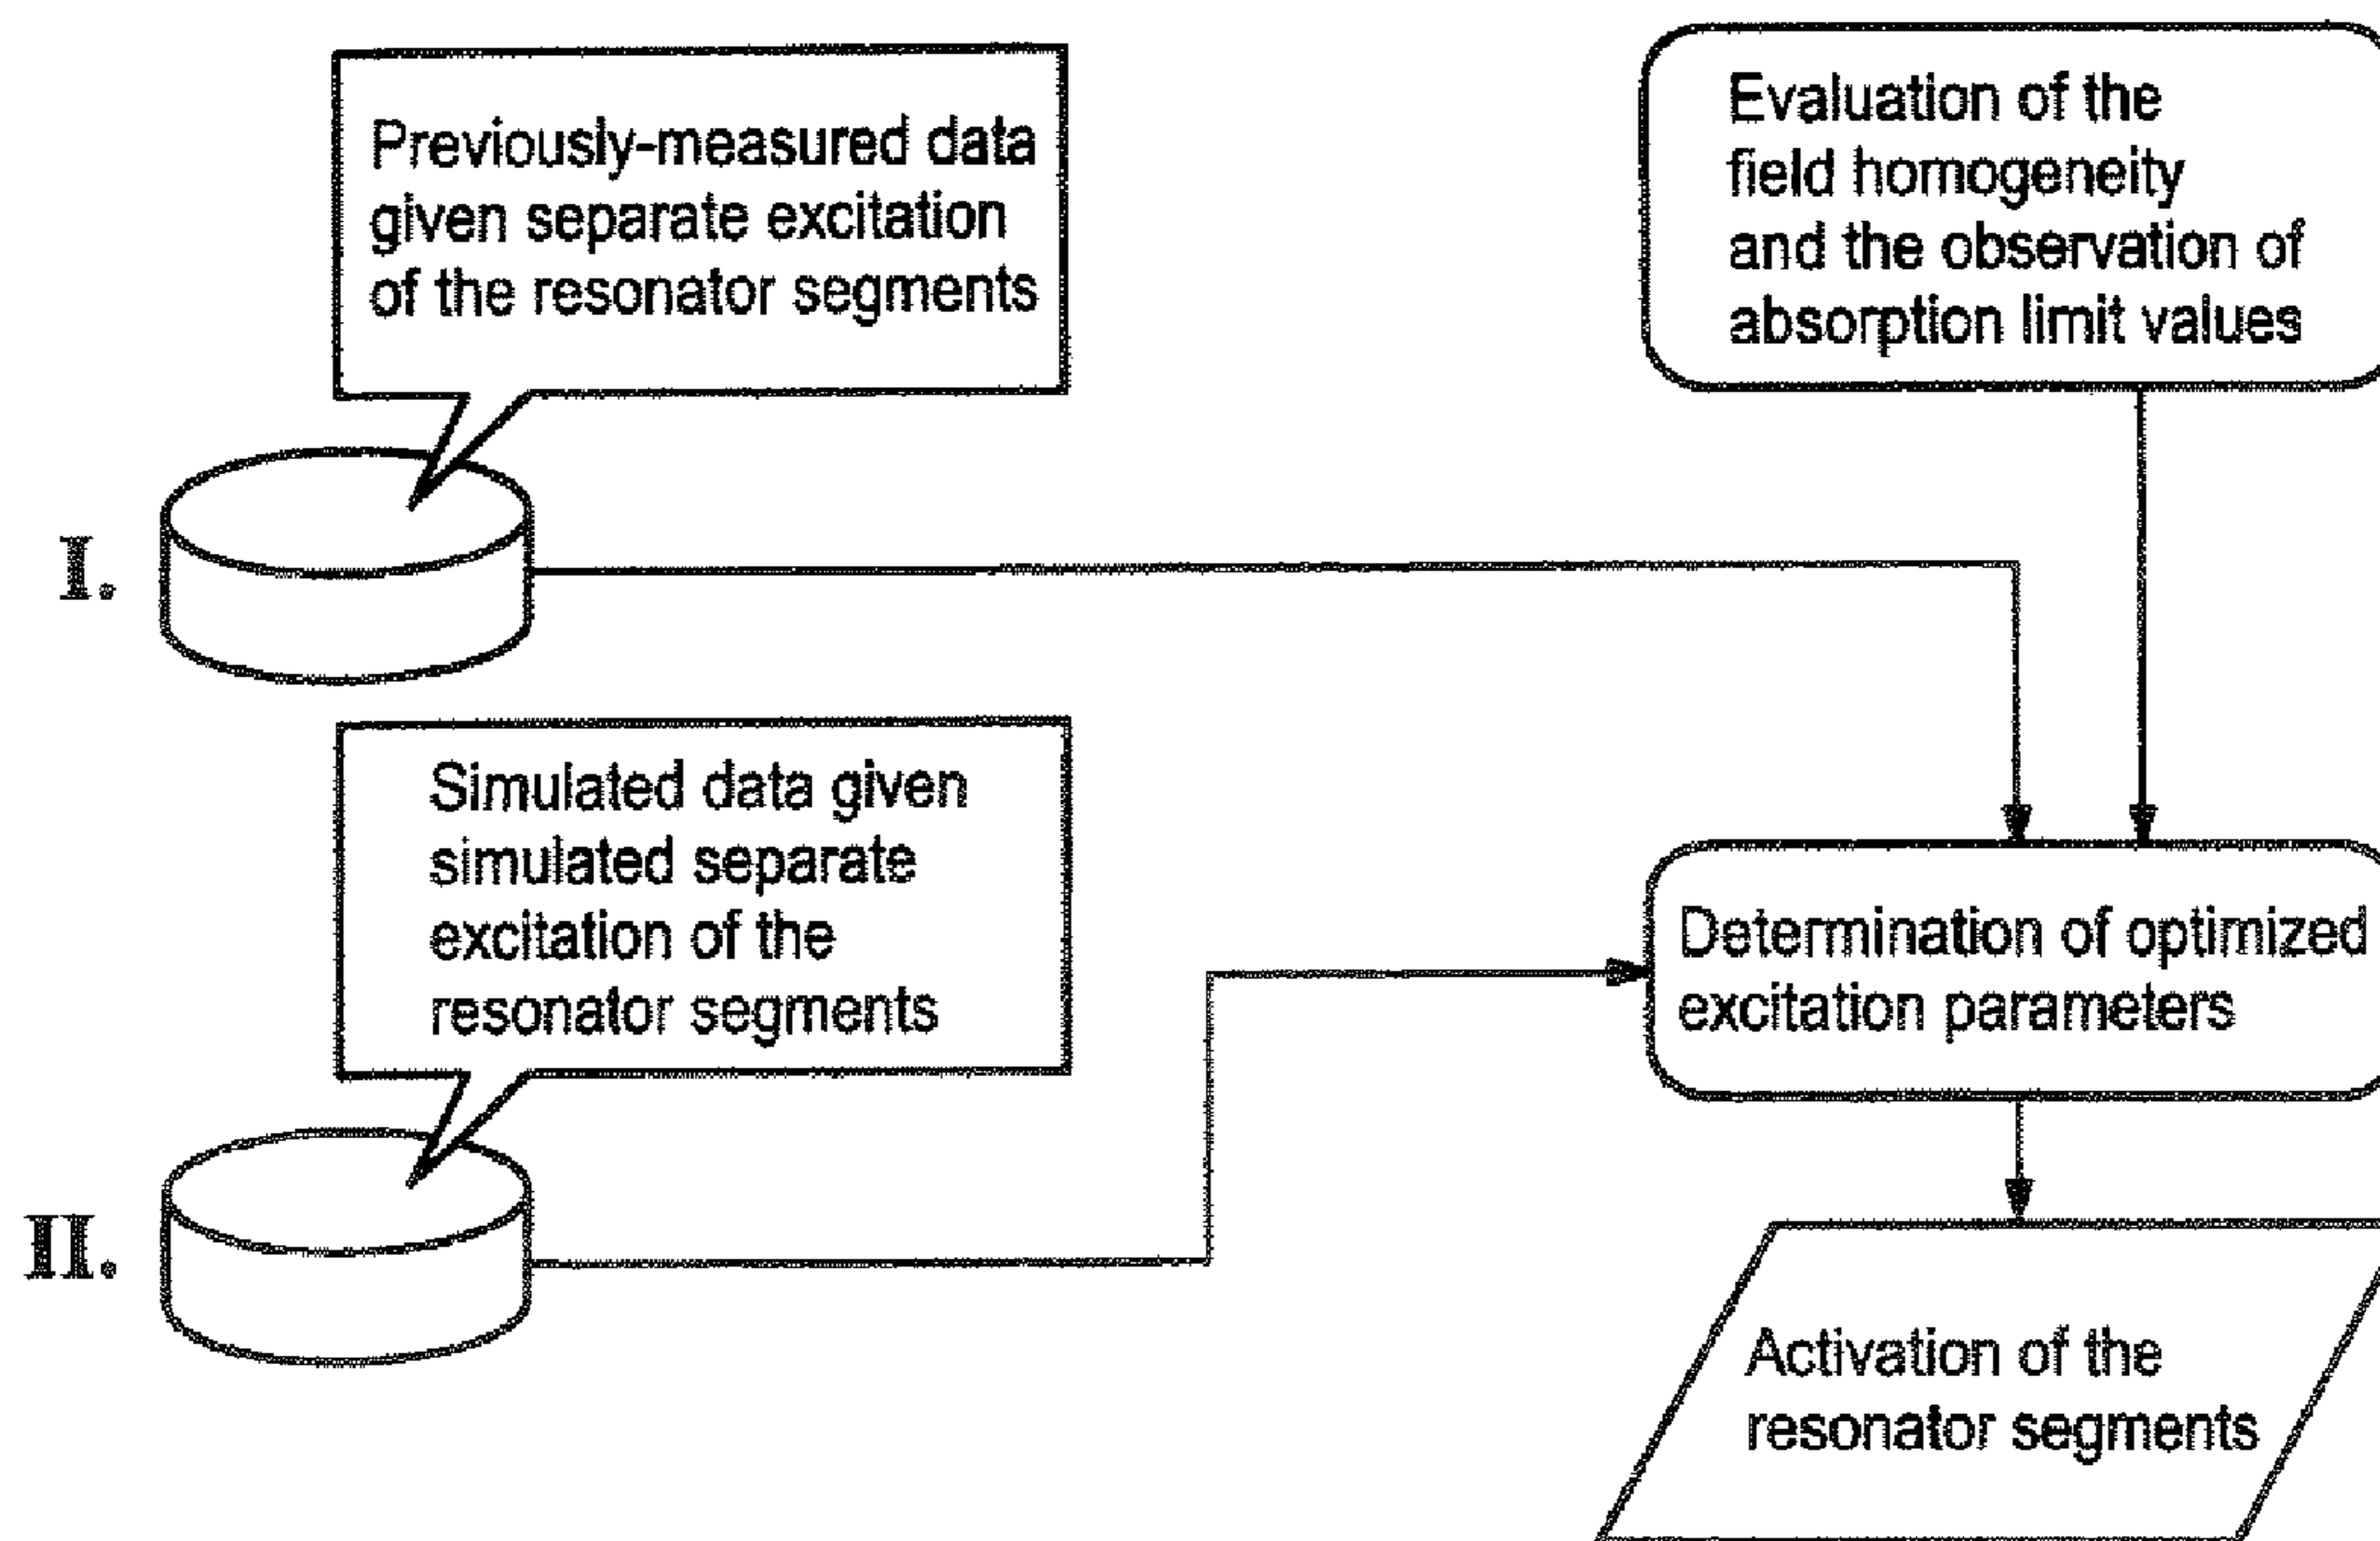 Previously-measured data
given separate excitation
of the resonator segments
Evaluation of the
field homogeneity
and the observation of
absorption limit values
I.
Simulated data given
simulated separate
excitation of the
resonator segments
Determination of optimized
excitation parameters
II.
Activation of the
resonator segments